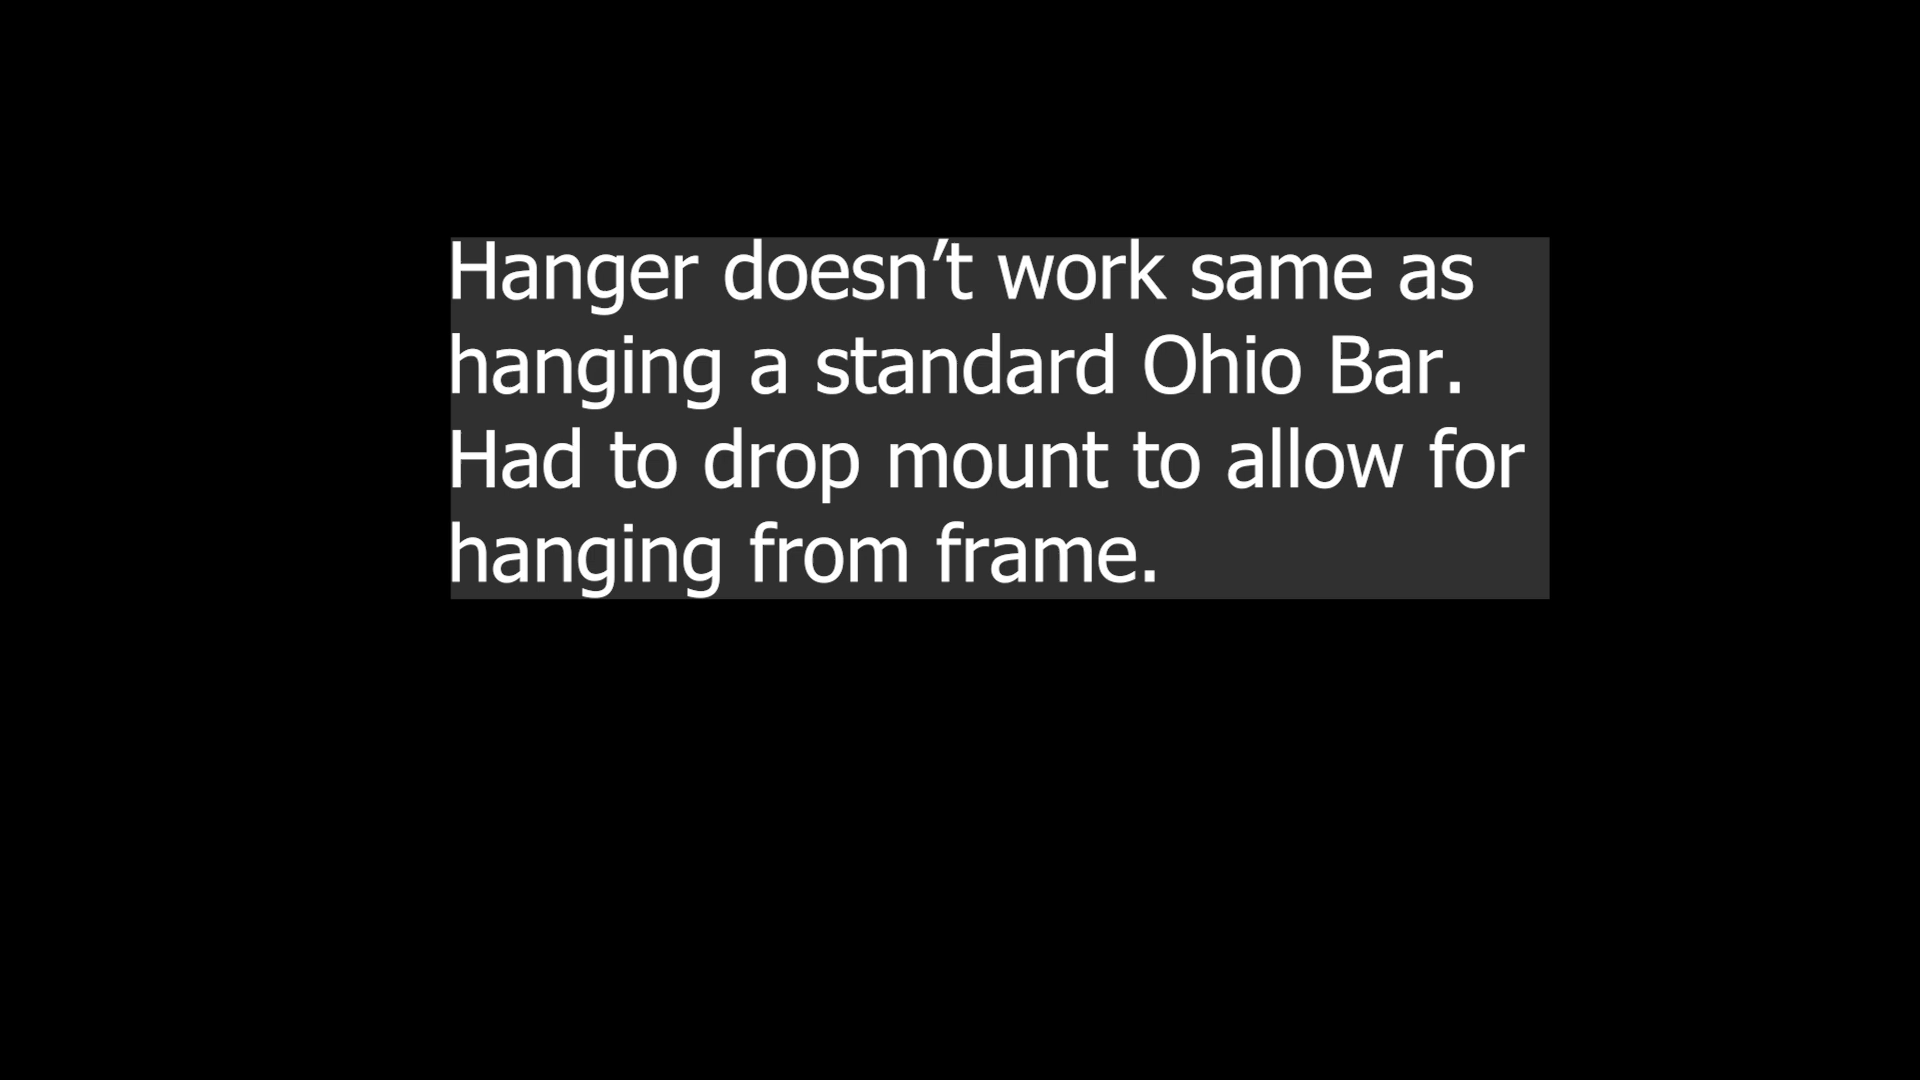 Hanger doesn’t work same as
hanging a standard Ohio Bar.
Had to drop mount to allow for
hanging from frame.